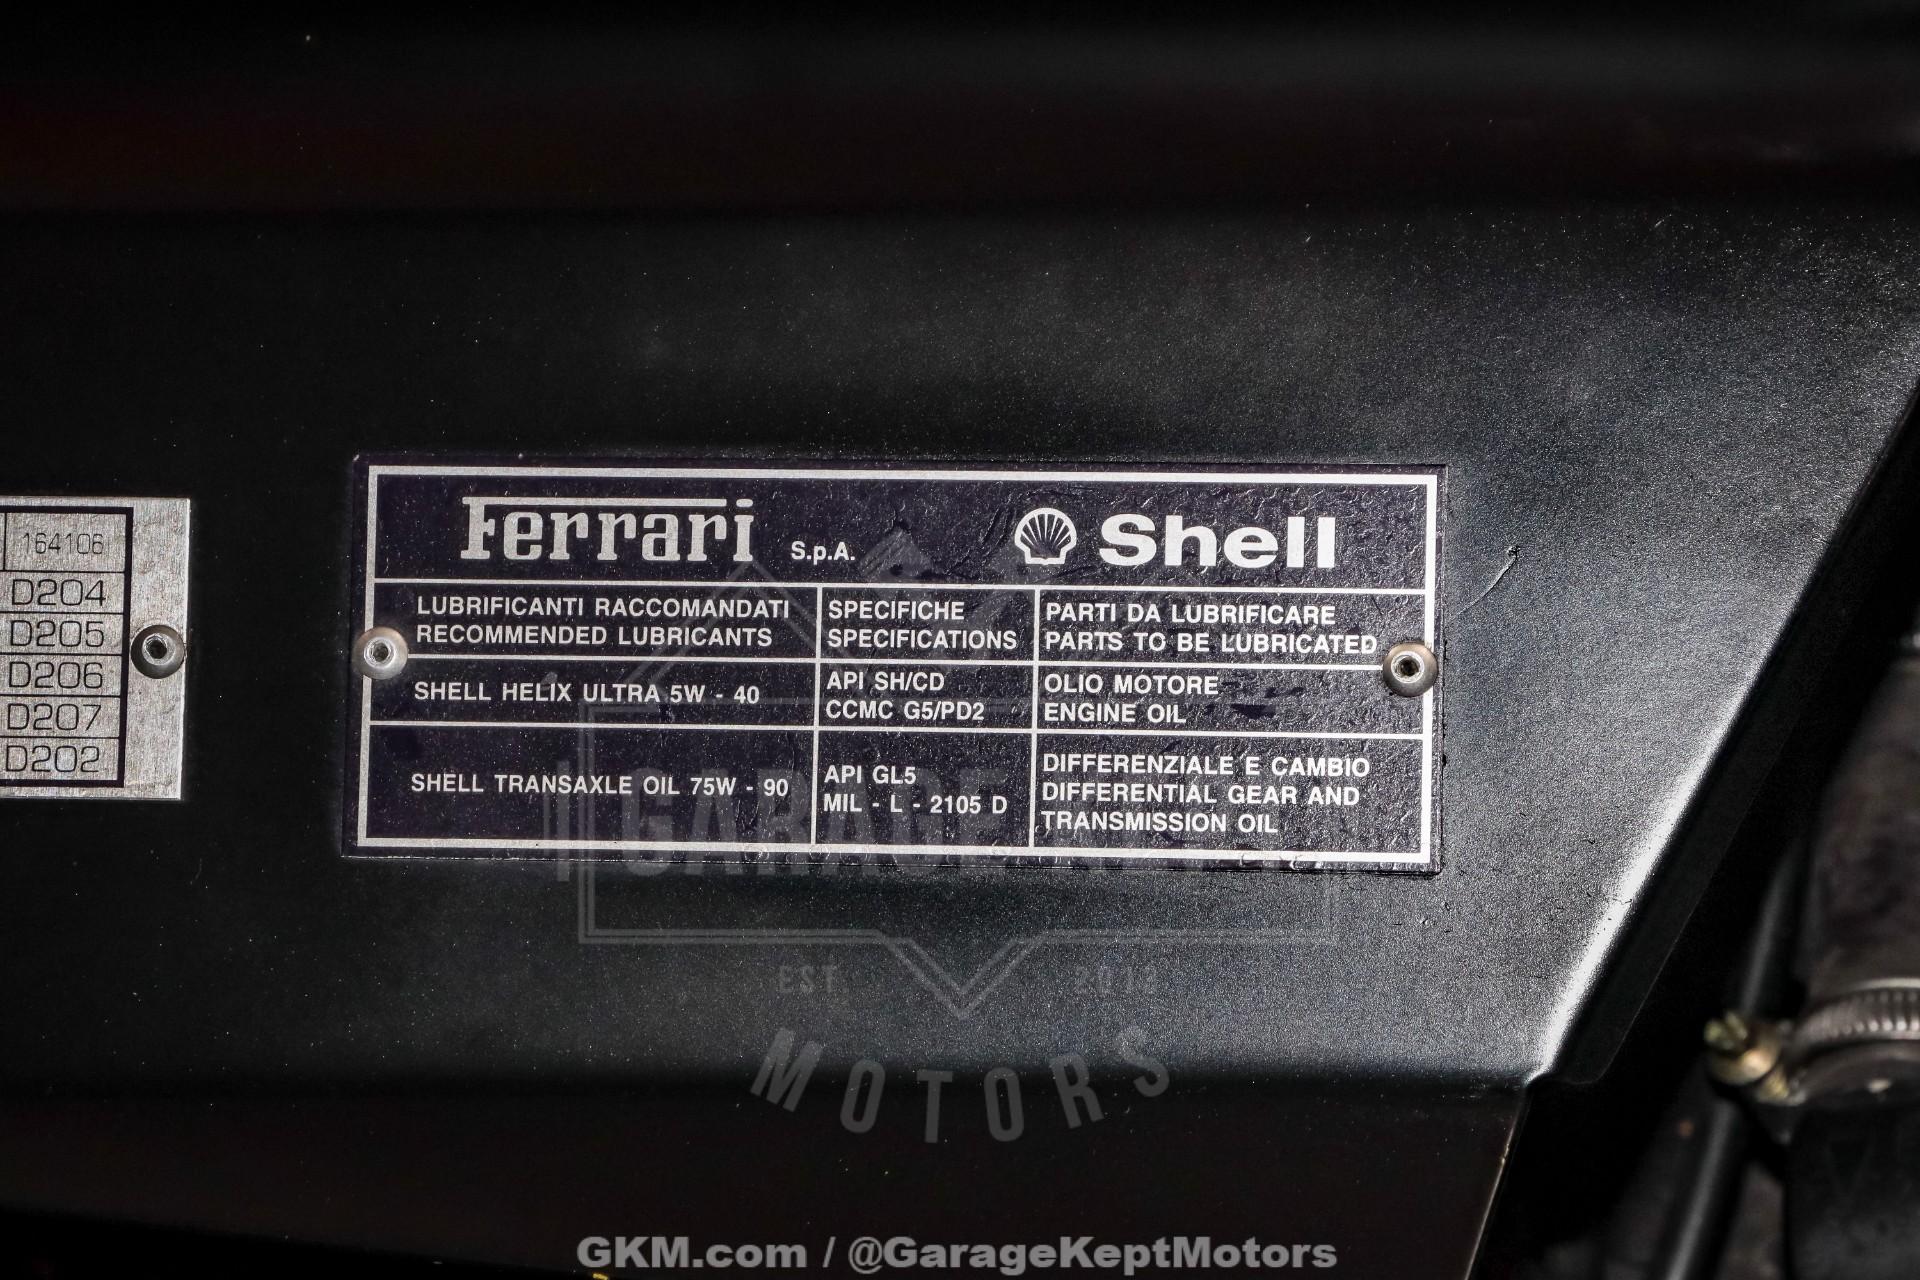 164106
D204
D205
D206
D207
D202
Ferrari S.p.A.
Shell
LUBRIFICANTI RACCOMANDATI
RECOMMENDED LUBRICANTS
SPECIFICHE
SPECIFICATIONS
PARTI DA LUBRIFICARE
PARTS TO BE LUBRICATED
SHELL HELIX ULTRA 5W - 40
API SH/CD
CCMC G5/PD2
OLIO MOTORE
ENGINE OIL
SHELL TRANSAXLE OIL 75W - 90
API GL5
MIL - L - 2105 D
DIFFERENZIALE E CAMBIO
DIFFERENTIAL GEAR AND
TRANSMISSION OIL
GARAGE
EST
MOTORS
GKM.com / @GarageKeptMotors